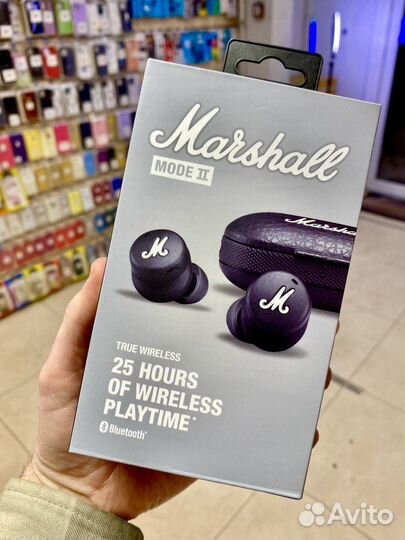 Marshall
MODE II
Marshall
M
M
TRUE WIRELESS
25 HOURS
OF WIRELESS
PLAYTIME*
Bluetooth®
Avito